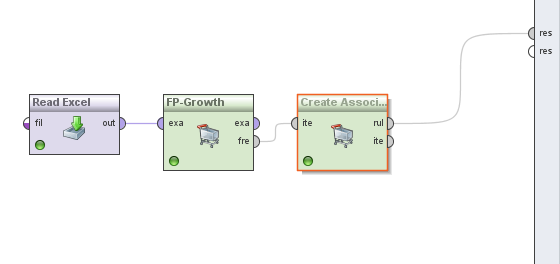 res
res
Read Excel
fil
out
FP-Growth
exa
exa
fre
Create Associ...
ite
rul
ite